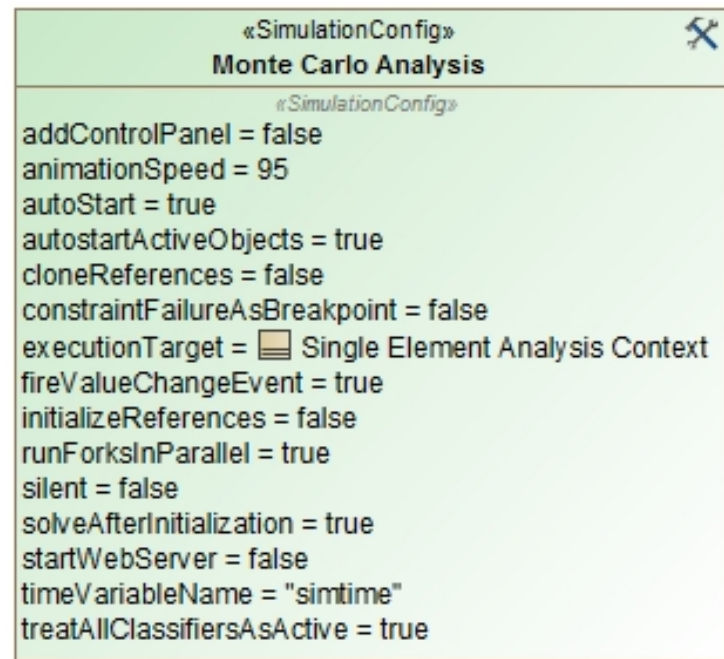 «SimulationConfig»
Monte Carlo Analysis
«SimulationConfig»
addControlPanel = false
animationSpeed = 95
autoStart = true
autostartActiveObjects = true
cloneReferences = false
constraintFailureAsBreakpoint = false
executionTarget = Single Element Analysis Context
fireValueChangeEvent = true
initializeReferences = false
runForksInParallel = true
silent = false
solveAfterInitialization = true
startWebServer = false
timeVariableName = "simtime"
treatAllClassifiersAsActive = true